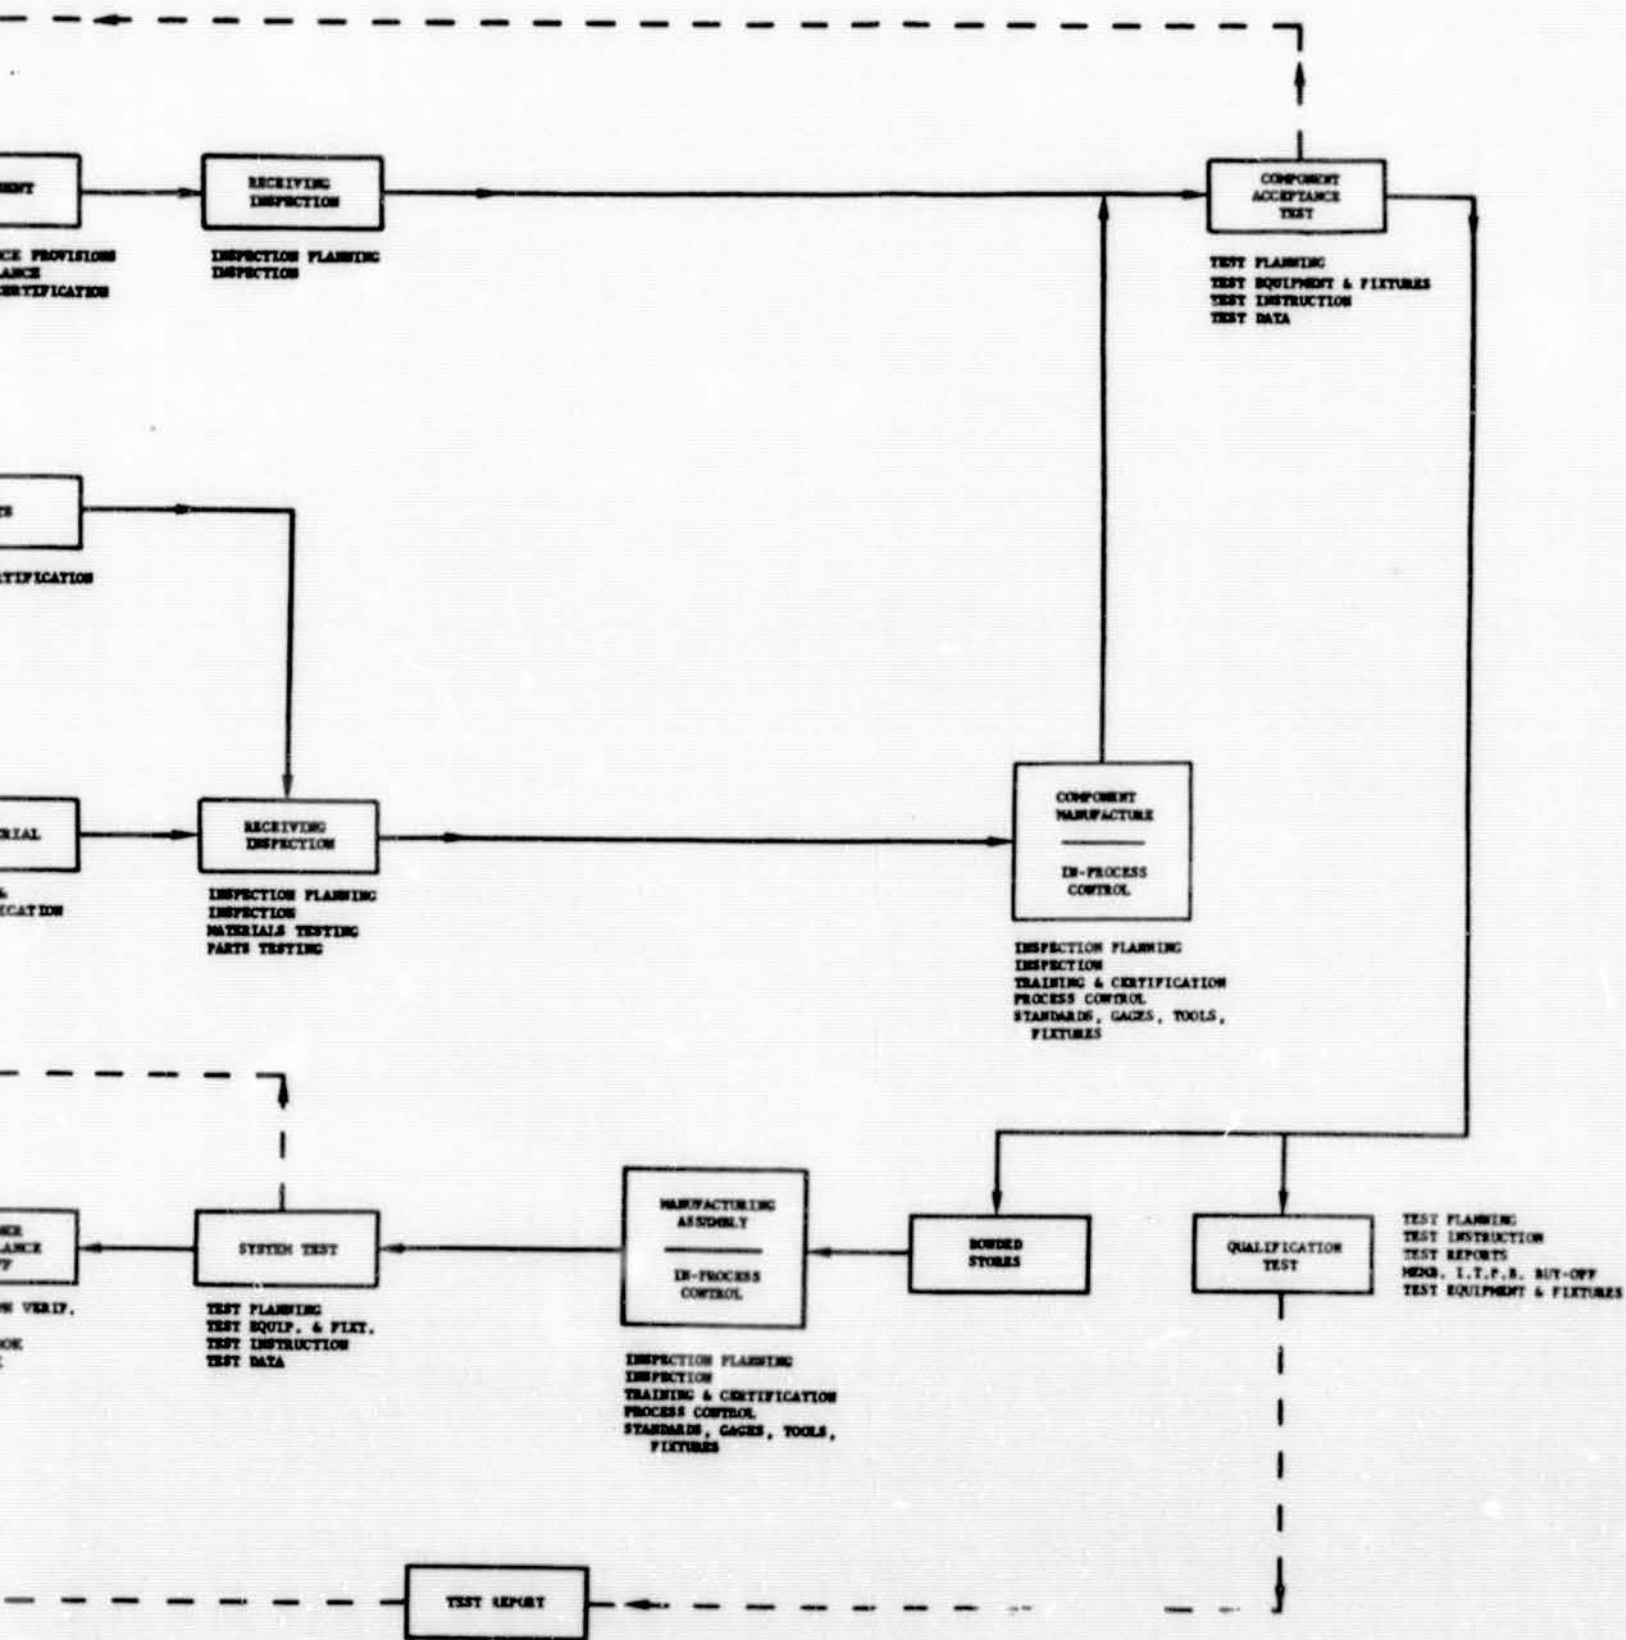 RECEIVING
INSPECTION
COMPONENT
ACCEPTANCE
TEST
PROVISIONS
INSPECTION PLANNING
INSPECTION
TEST PLANNING
TEST EQUIPMENT & FIXTURES
TEST INSTRUCTION
TEST DATA
RECEIVING
INSPECTION
INSPECTION PLANNING
INSPECTION
MATERIALS TESTING
PARTS TESTING
COMPONENT
MANUFACTURE
IN-PROCESS
CONTROL
INSPECTION PLANNING
INSPECTION
TRAINING & CERTIFICATION
PROCESS CONTROL
STANDARDS, GAGES, TOOLS,
FIXTURES
VERIF.
SYSTEM TEST
TEST PLANNING
TEST EQUIP. & FIXT.
TEST INSTRUCTION
TEST DATA
MANUFACTURING
ASSEMBLY
IN-PROCESS
CONTROL
INSPECTION PLANNING
INSPECTION
TRAINING & CERTIFICATION
PROCESS CONTROL
STANDARDS, GAGES, TOOLS,
FIXTURES
BONDED
STORES
QUALIFICATION
TEST
TEST PLANNING
TEST INSTRUCTION
TEST REPORTS
BUY-OFF
TEST EQUIPMENT & FIXTURES
TEST REPORT